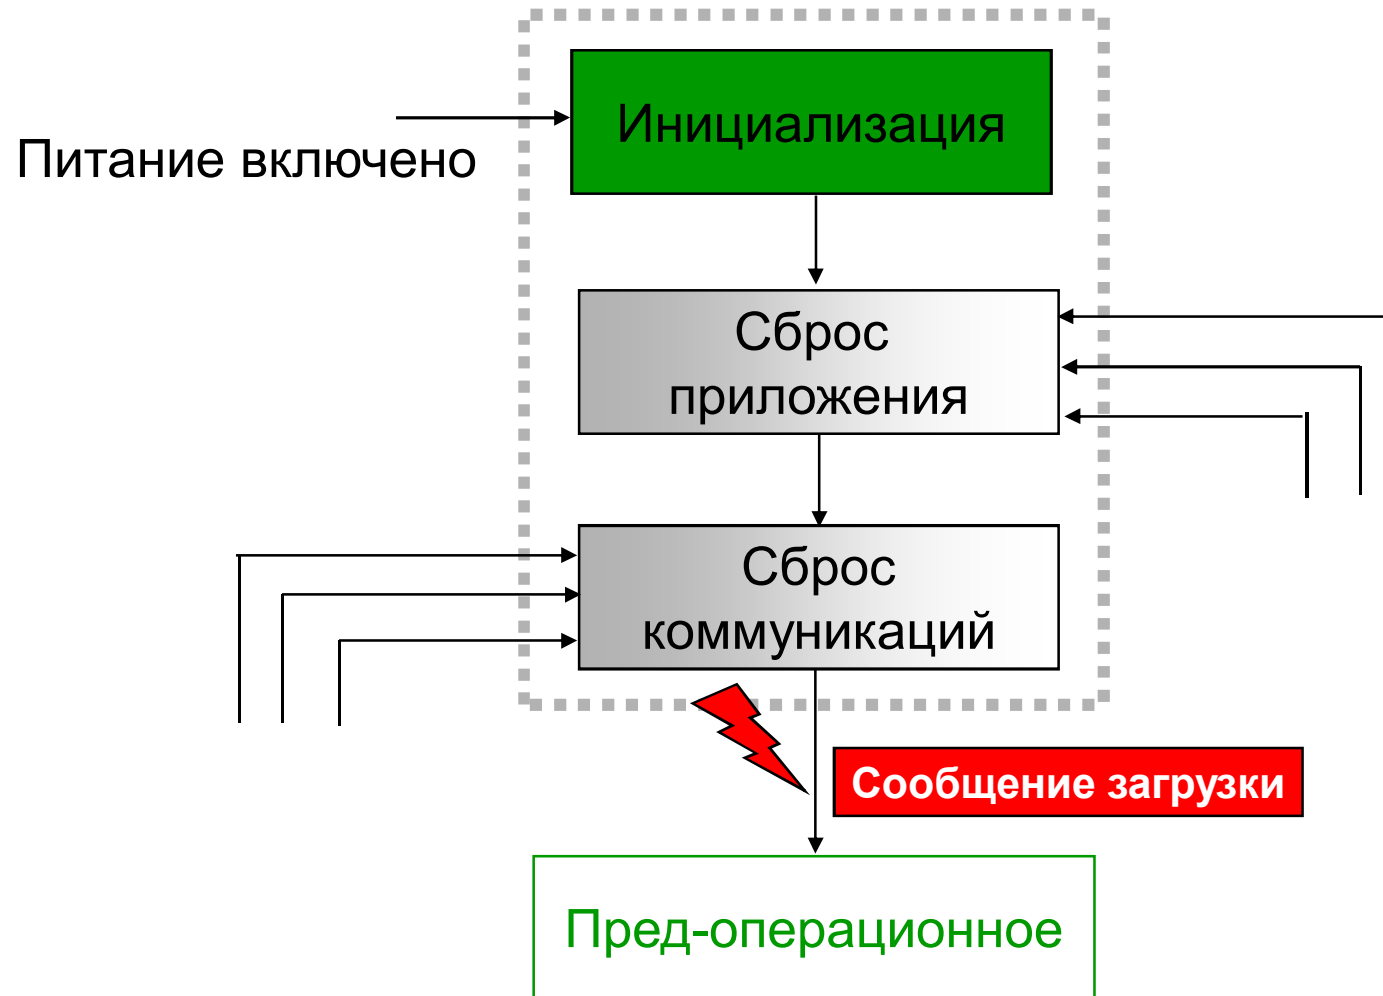 Инициализация
Питание включено
Сброс
приложения
Сброс
коммуникаций
Сообщение загрузки
Пред-операционное